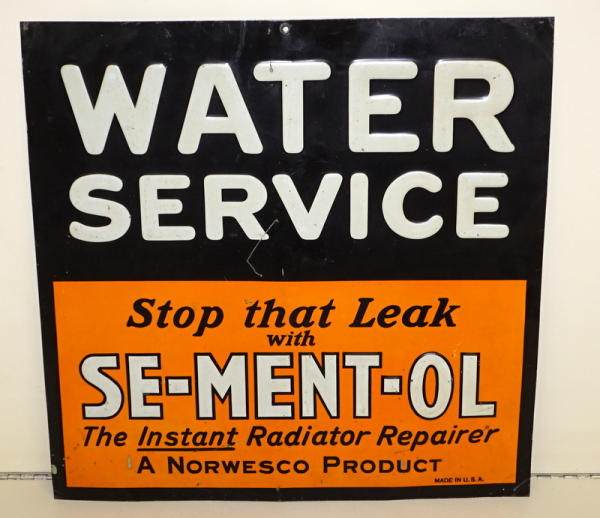 WATER
SERVICE
Stop that Leak
with
SE-MENT-OL
The Instant Radiator Repairer
A NORWESCO PRODUCT
MADE IN U.S.A.